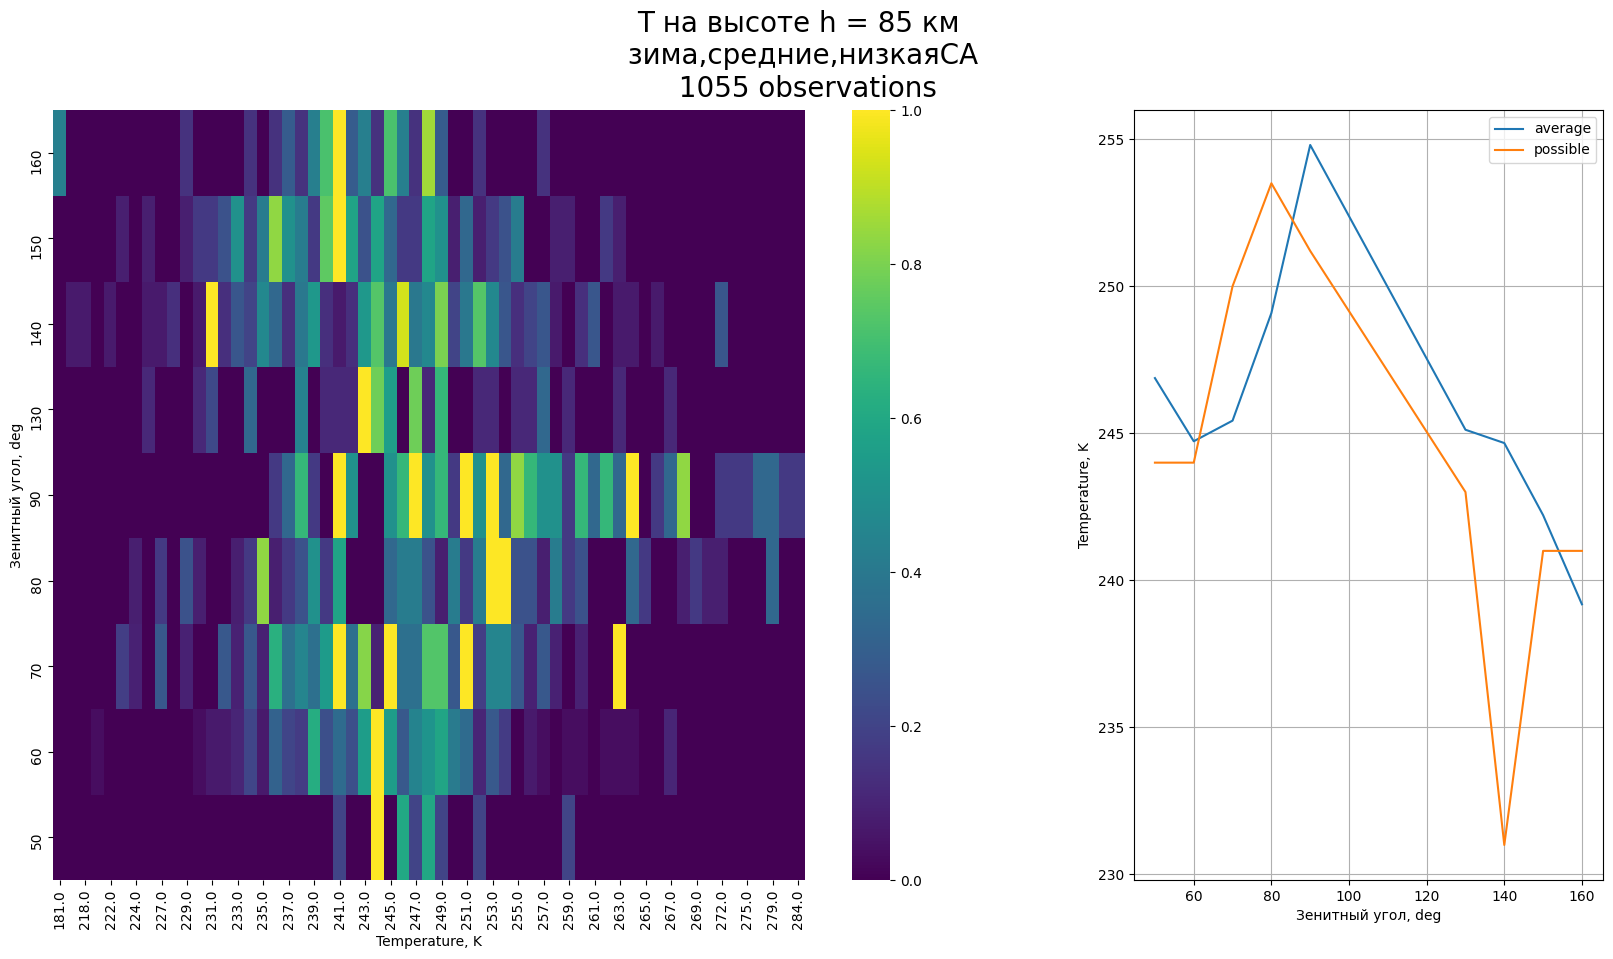 T на высоте h = 85 км
зима,средние,низкаяСА
1055 observations
Зенитный угол, deg
160
150
140
130
90
80
70
60
50
181.0 218.0 222.0 224.0 227.0 229.0 231.0 233.0 235.0 237.0 239.0 241.0 243.0 245.0 247.0 249.0 251.0 253.0 255.0 257.0 259.0 261.0 263.0 265.0 267.0 269.0 272.0 275.0 279.0 284.0
Temperature, K
1.0
0.8
0.6
0.4
0.2
0.0
average
possible
Temperature, K
255
250
245
240
235
230
60 80 100 120 140 160
Зенитный угол, deg